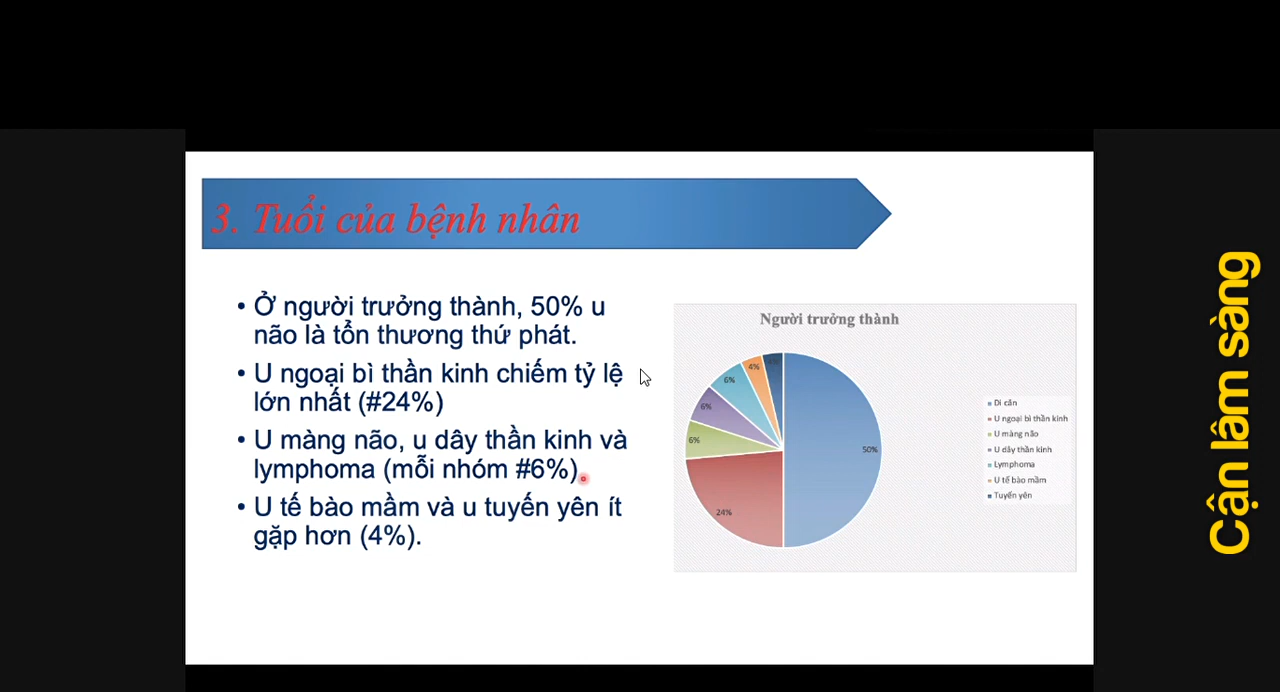 3. Tuổi của bệnh nhân
• Ở người trưởng thành, 50% u
não là tổn thương thứ phát.
• U ngoại bì thần kinh chiếm tỷ lệ
lớn nhất (#24%)
• U màng não, u dây thần kinh và
lymphoma (mỗi nhóm #6%)
• U tế bào mầm và u tuyến yên ít
gặp hơn (4%).
Người trưởng thành
4%
6%
6%
6%
24%
50%
Di căn
U ngoại bì thần kinh
U màng não
U dây thần kinh
Lymphoma
U tế bào mầm
Tuyến yên
Cận lâm sàng